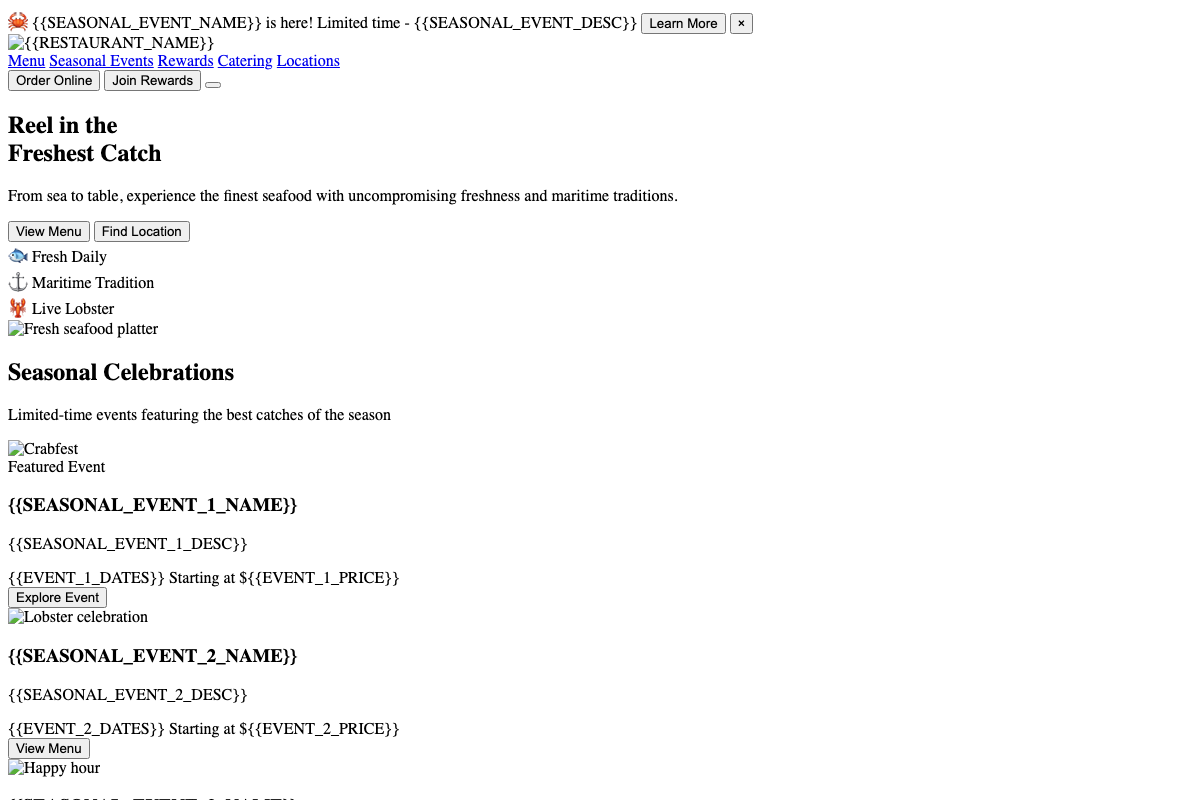 🦀 {{SEASONAL_EVENT_NAME}} is here! Limited time - {{SEASONAL_EVENT_DESC}} Learn More ×
{{RESTAURANT_NAME}}
Menu Seasonal Events Rewards Catering Locations
Order Online Join Rewards
Reel in the
Freshest Catch
From sea to table, experience the finest seafood with uncompromising freshness and maritime traditions.
View Menu Find Location
🐟 Fresh Daily
⚓ Maritime Tradition
🦞 Live Lobster
Fresh seafood platter
Seasonal Celebrations
Limited-time events featuring the best catches of the season
Crabfest
Featured Event
{{SEASONAL_EVENT_1_NAME}}
{{SEASONAL_EVENT_1_DESC}}
{{EVENT_1_DATES}} Starting at ${{EVENT_1_PRICE}}
Explore Event
Lobster celebration
{{SEASONAL_EVENT_2_NAME}}
{{SEASONAL_EVENT_2_DESC}}
{{EVENT_2_DATES}} Starting at ${{EVENT_2_PRICE}}
View Menu
Happy hour